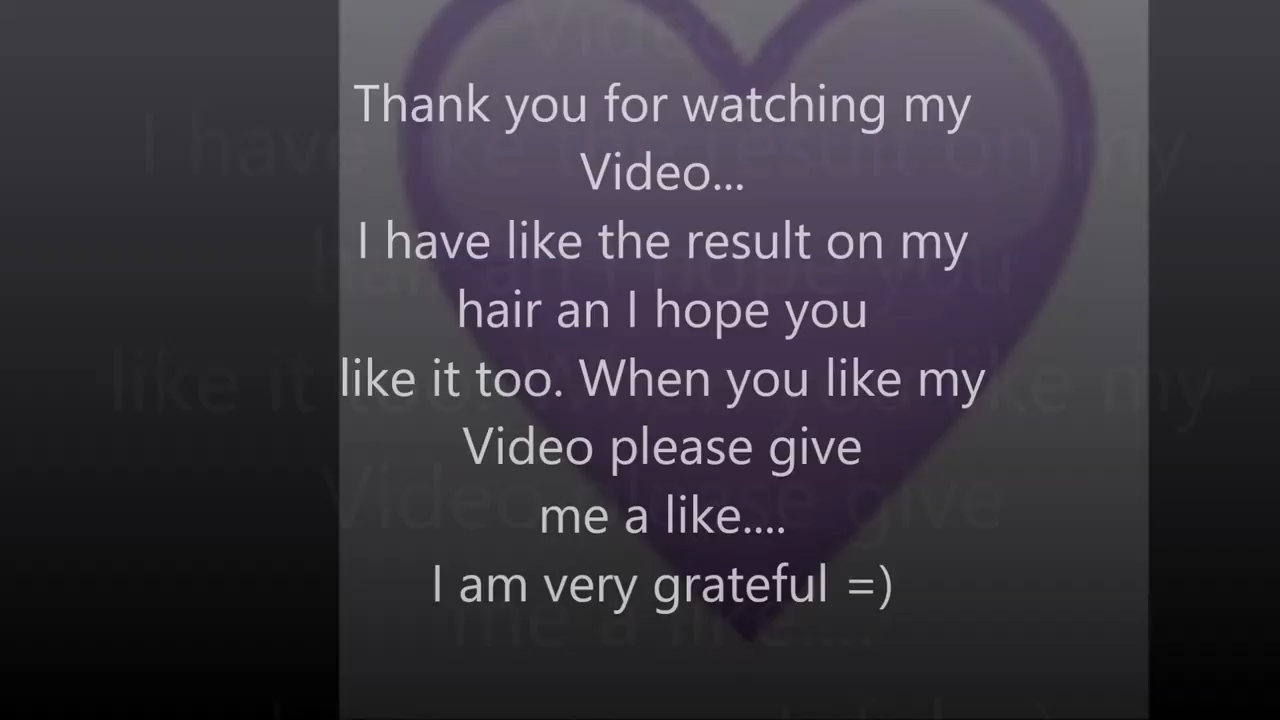 Thank you for watching my
Video...
I have like the result on my
hair an I hope you
like it too. When you like my
Video please give
me a like....
I am very grateful =)